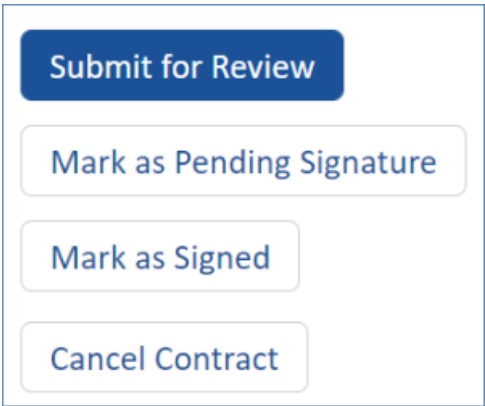 Submit for Review
Mark as Pending Signature
Mark as Signed
Cancel Contract